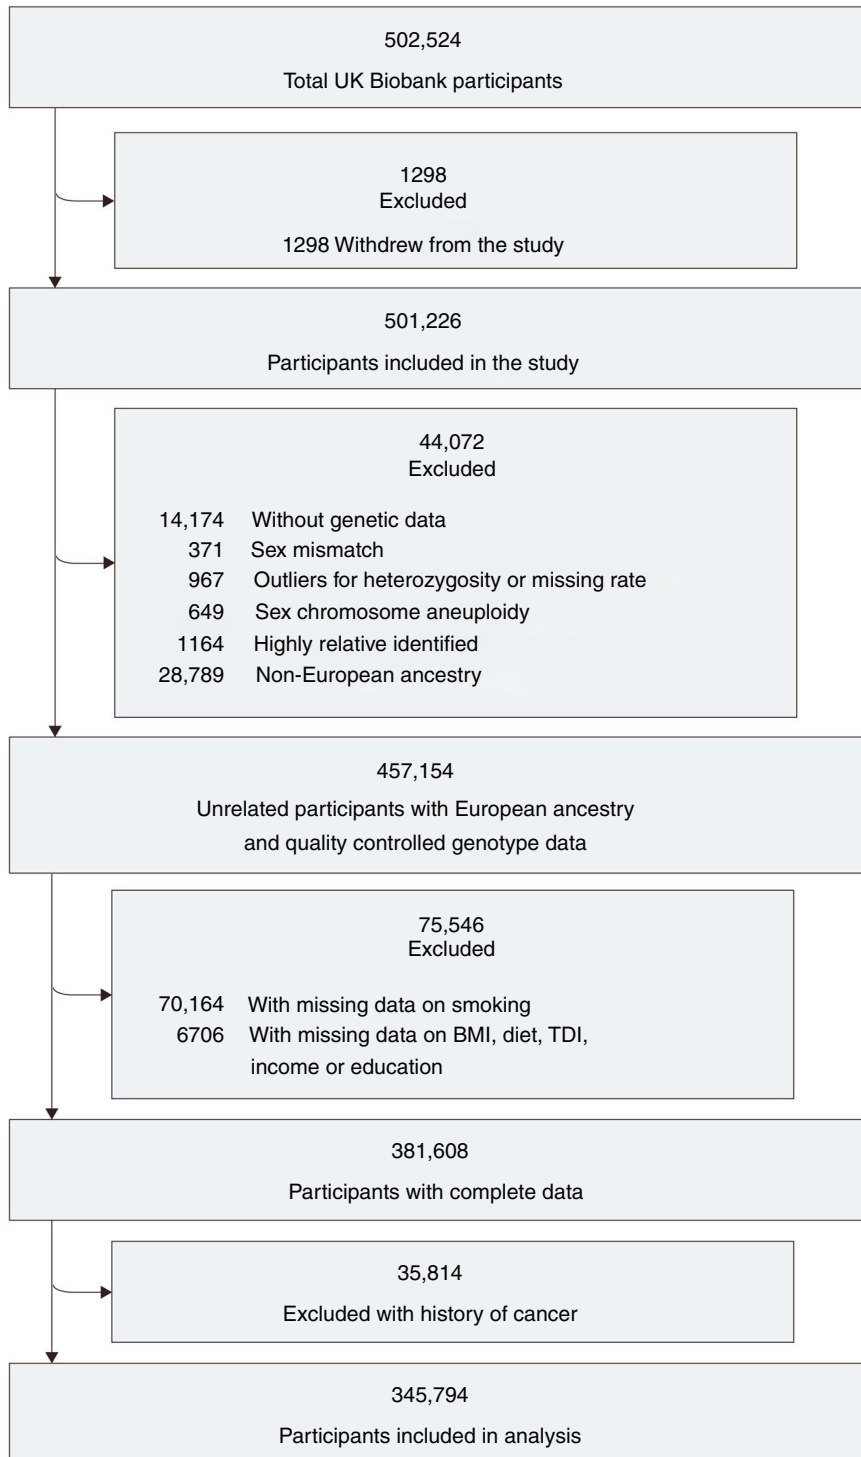 502,524
Total UK Biobank participants
1298
Excluded
1298 Withdrew from the study
501,226
Participants included in the study
44,072
Excluded
14,174 Without genetic data
371 Sex mismatch
967 Outliers for heterozygosity or missing rate
649 Sex chromosome aneuploidy
1164 Highly relative identified
28,789 Non-European ancestry
457,154
Unrelated participants with European ancestry
and quality controlled genotype data
75,546
Excluded
70,164 With missing data on smoking
6706 With missing data on BMI, diet, TDI,
income or education
381,608
Participants with complete data
35,814
Excluded with history of cancer
345,794
Participants included in analysis